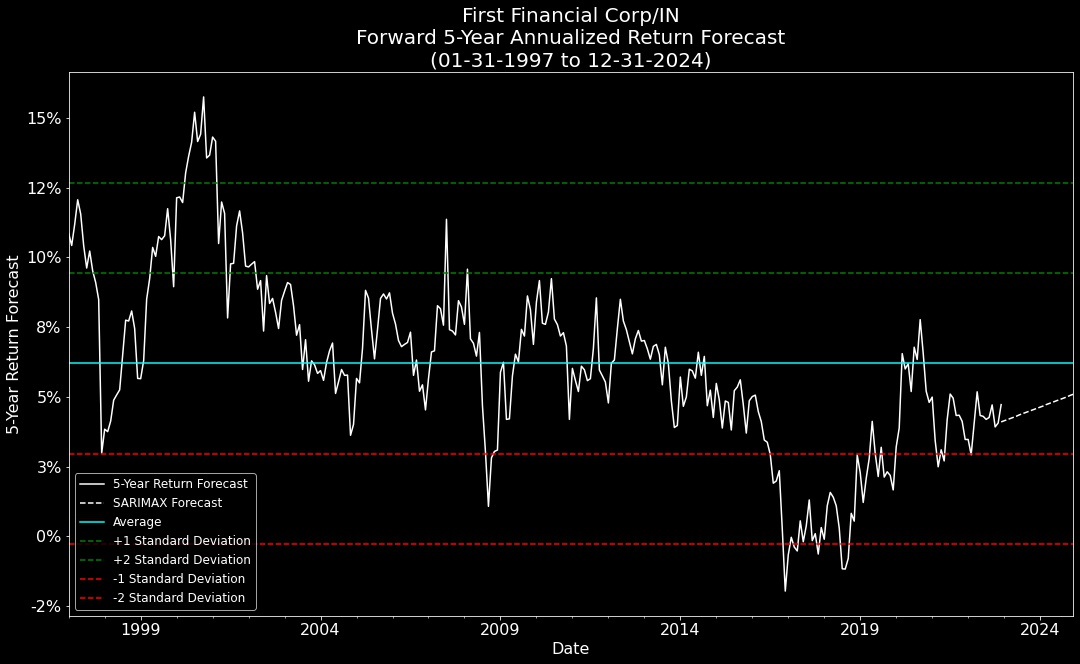 First Financial Corp/IN
Forward 5-Year Annualized Return Forecast
(01-31-1997 to 12-31-2024)
15%
12%
10%
8%
5%
3%
0%
-2%
5-Year Return Forecast
5-Year Return Forecast
SARIMAX Forecast
Average
+1 Standard Deviation
+2 Standard Deviation
-1 Standard Deviation
-2 Standard Deviation
1999
2004
2009
2014
2019
2024
Date